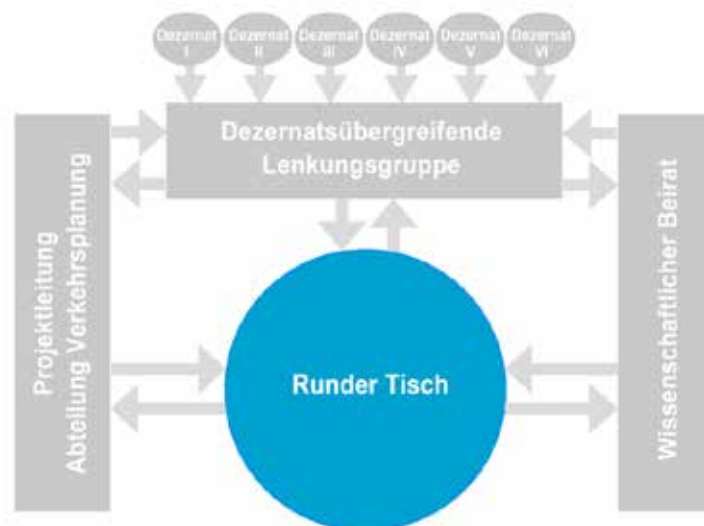 Dezernat
I
Dezernat
II
Dezernat
III
Dezernat
IV
Dezernat
V
Dezernat
VI
Dezernatsübergreifende
Lenkungsgruppe
Projektleitung
Abteilung Verkehrsplanung
Runder Tisch
Wissenschaftlicher Beirat